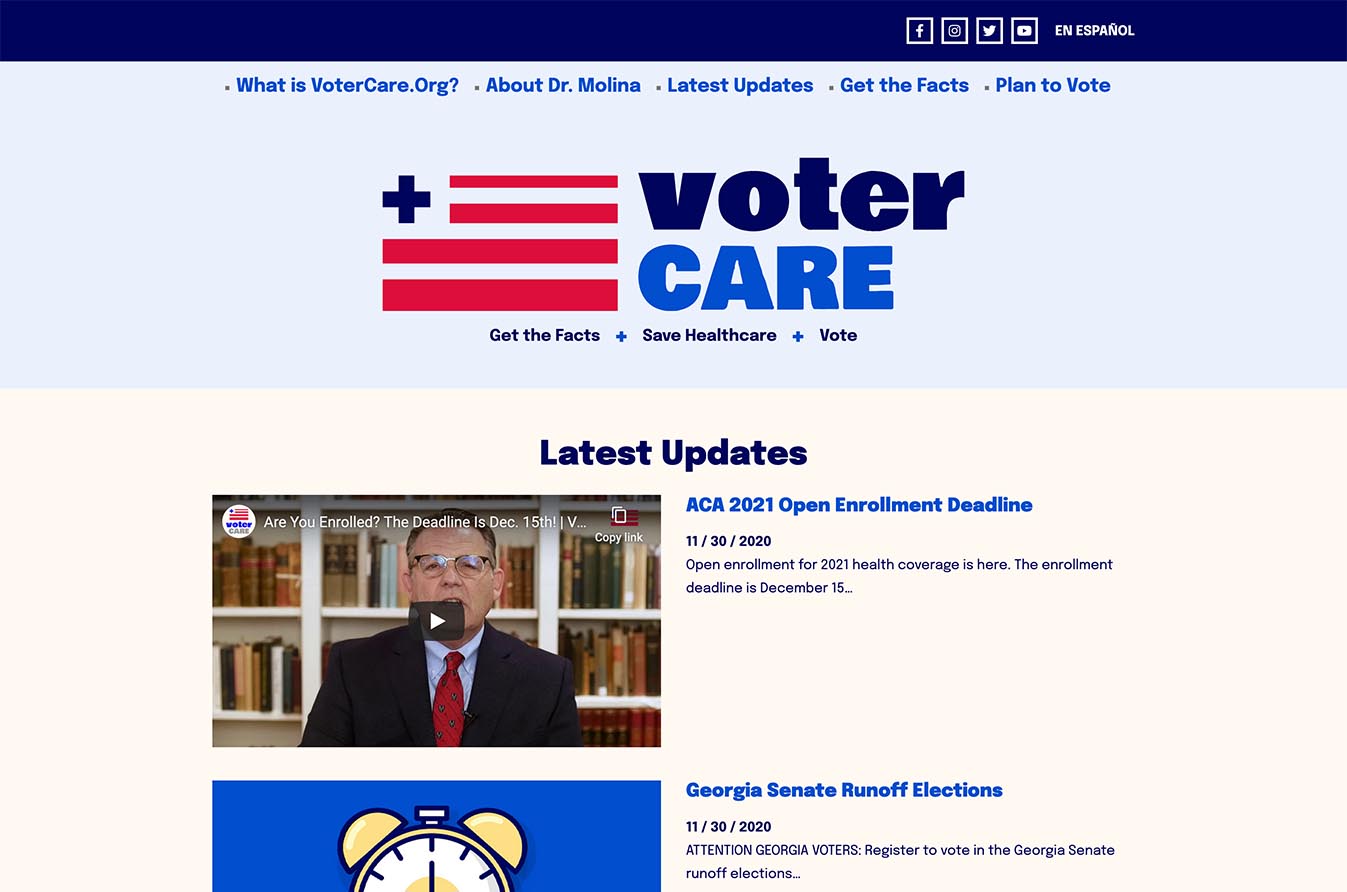 EN ESPAÑOL
What is VoterCare.Org? About Dr. Molina Latest Updates Get the Facts Plan to Vote
voter
CARE
Get the Facts + Save Healthcare + Vote
Latest Updates
voter
CARE
Are You Enrolled? The Deadline Is Dec. 15th! | V...
Copy link
ACA 2021 Open Enrollment Deadline
11 / 30 / 2020
Open enrollment for 2021 health coverage is here. The enrollment
deadline is December 15...
Georgia Senate Runoff Elections
11 / 30 / 2020
ATTENTION GEORGIA VOTERS: Register to vote in the Georgia Senate
runoff elections...